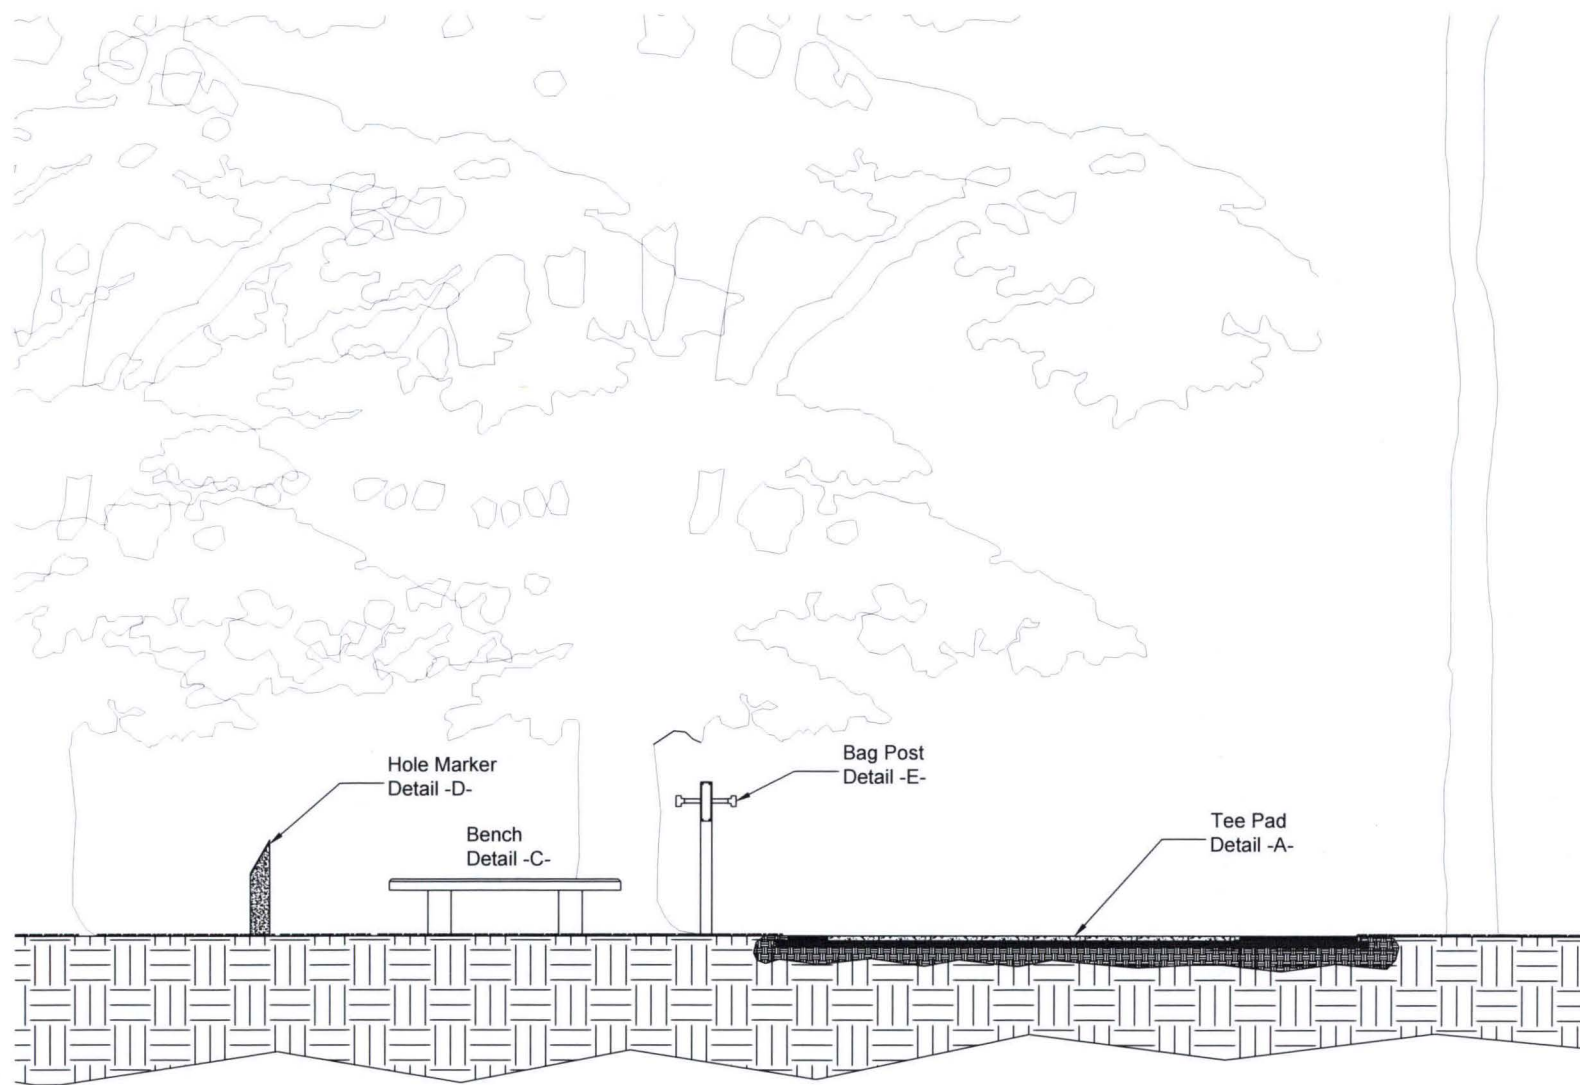 Hole Marker
Detail -D-
Bench
Detail -C-
Bag Post
Detail -E-
Tee Pad
Detail -A-